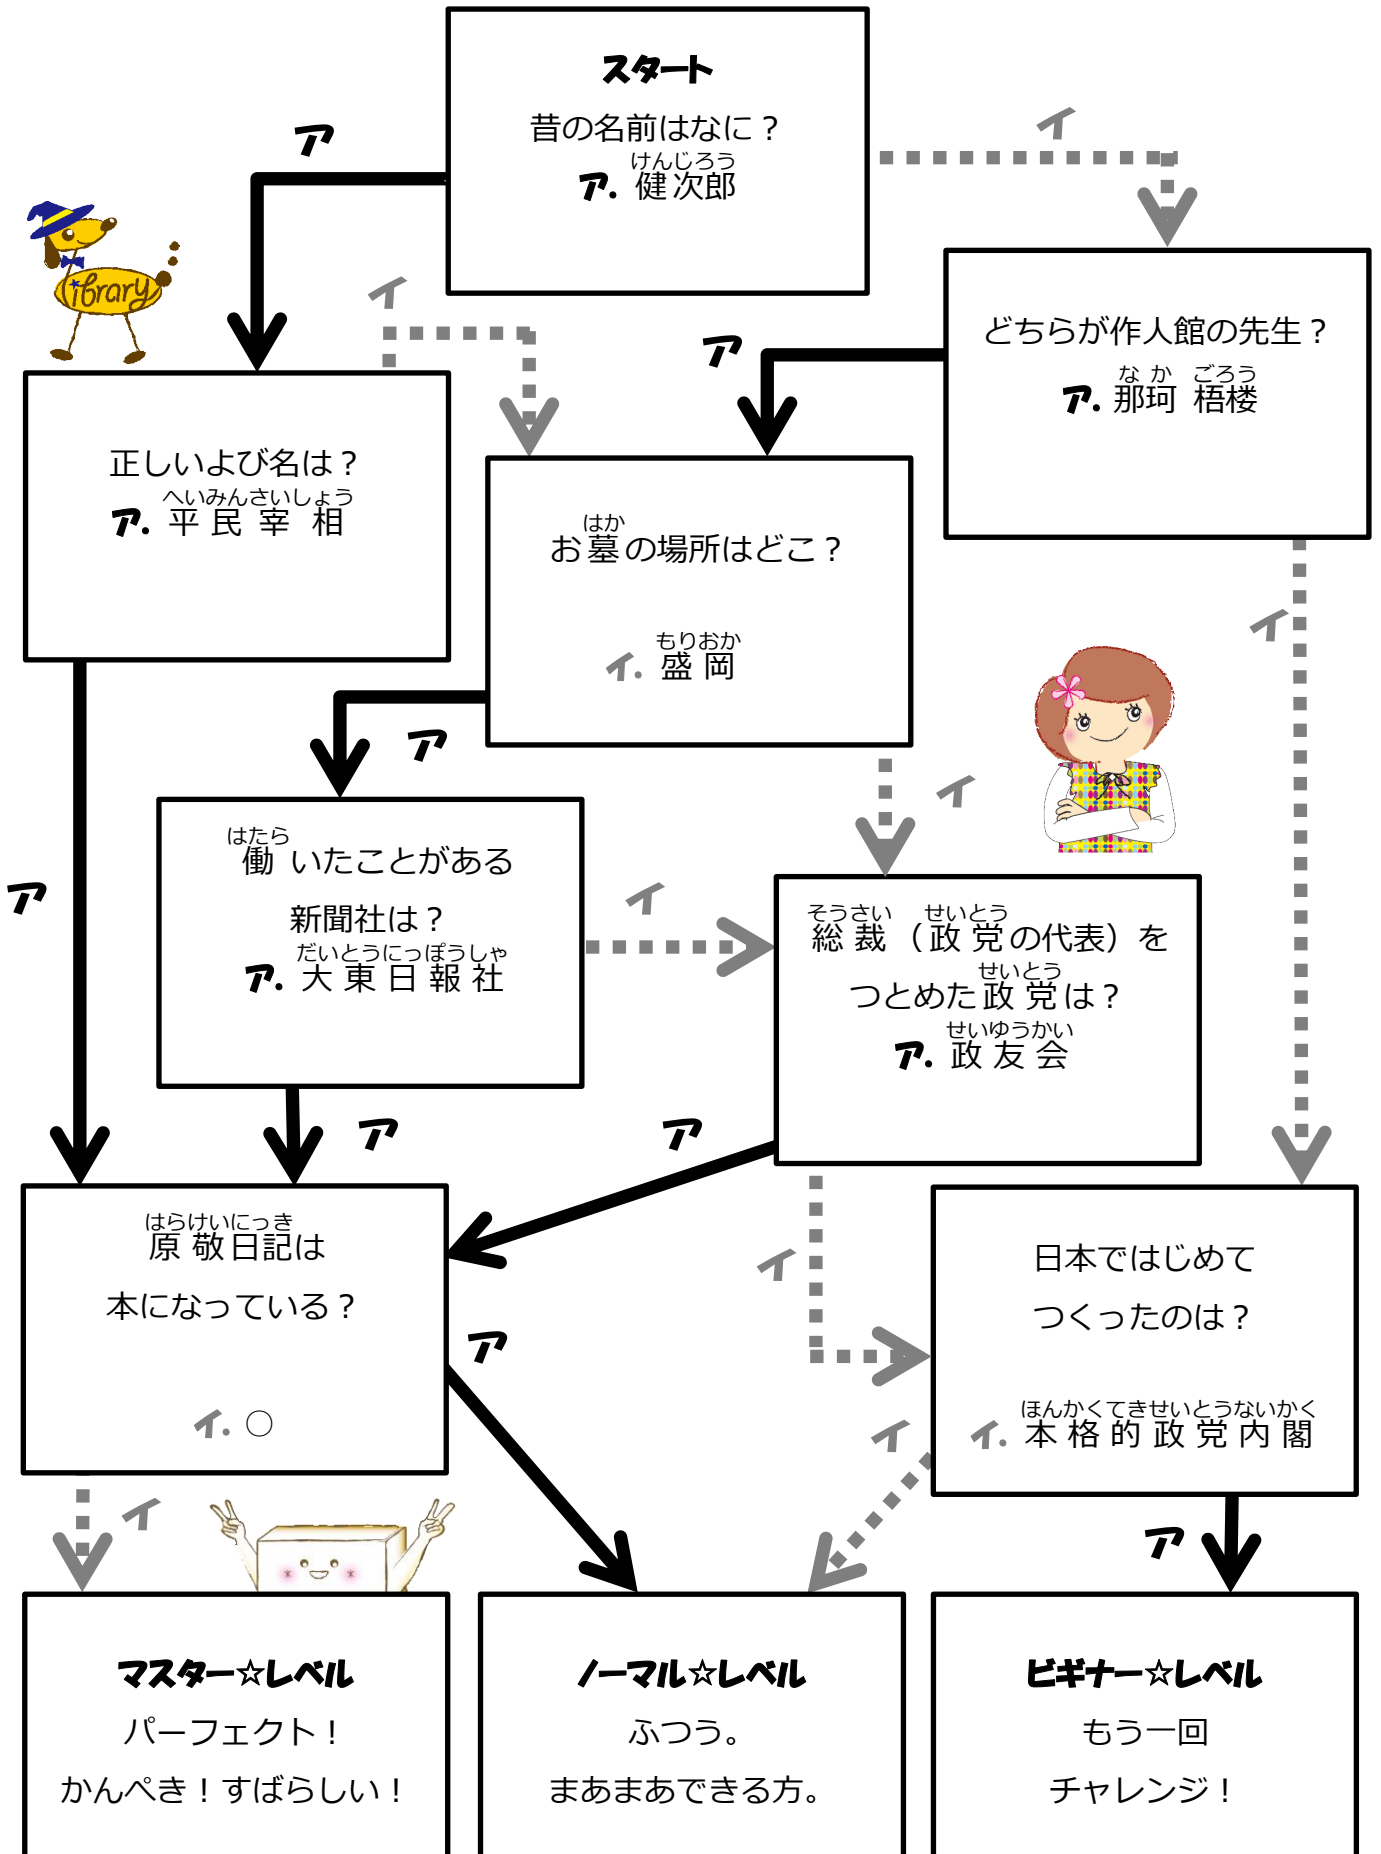 スタート
昔の名前はなに？
けんじろう
ア. 健次郎
ア
イ
library
イ
ア
どちらが作人館の先生？
なか ごろう
ア. 那珂 梧楼
正しいよび名は？
へいみんさいしょう
ア. 平民宰相
はか
お墓の場所はどこ？
もりおか
イ. 盛岡
イ
ア
イ
はたら
働いたことがある
新聞社は？
だいとうにっぽうしゃ
ア. 大東日報社
ア
イ
そうさい せいとう
総裁（政党の代表）を
せいとう
つとめた政党は？
せいゆうかい
ア. 政友会
ア
ア
はらけいにっき
原敬日記は
本になっている？
イ. ○
イ
日本ではじめて
つくったのは？
ほんかくてきせいとうないかく
イ. 本格的政党内閣
ア
イ
イ
ア
マスター☆レベル
パーフェクト！
かんぺき！すばらしい！
ノーマル☆レベル
ふつう。
まあまあできる方。
ビギナー☆レベル
もう一回
チャレンジ！